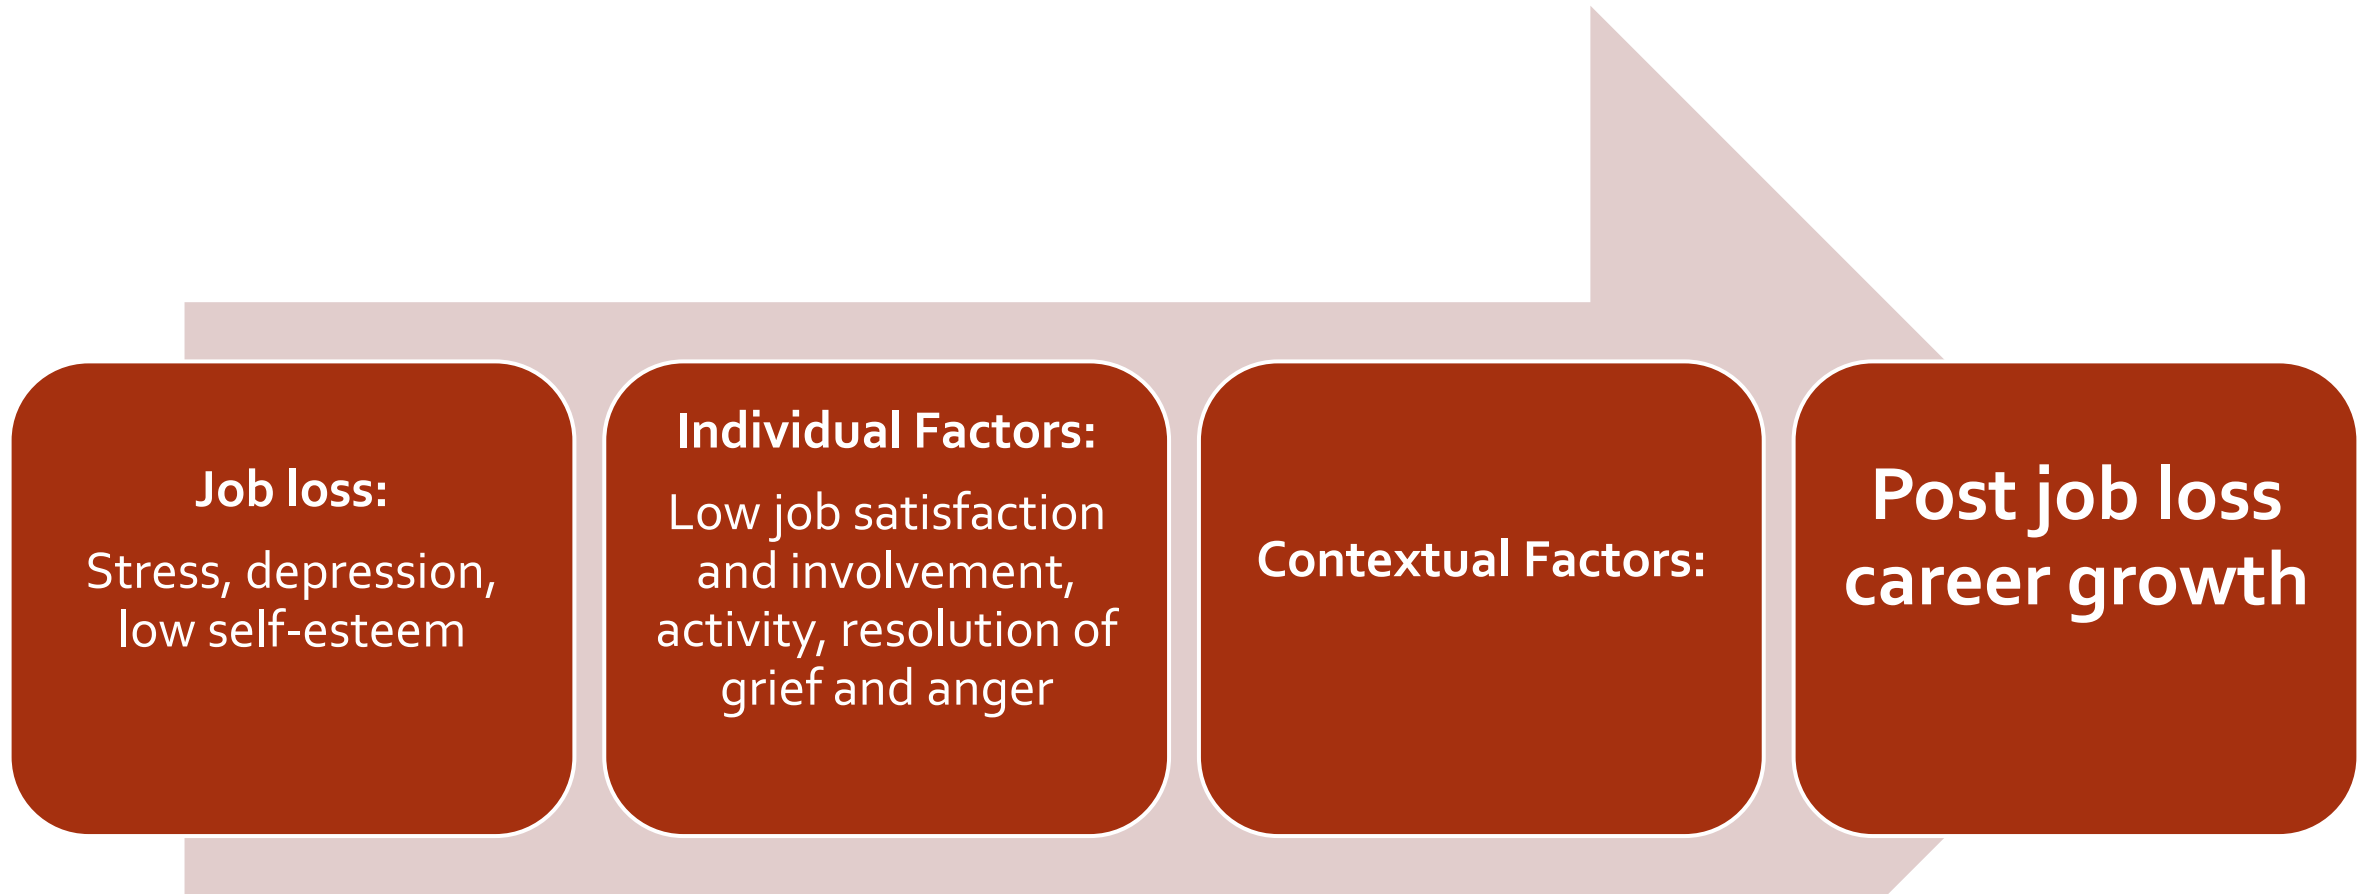 Job loss:
Stress, depression,
low self-esteem
Individual Factors:
Low job satisfaction
and involvement,
activity, resolution of
grief and anger
Contextual Factors:
Post job loss
career growth